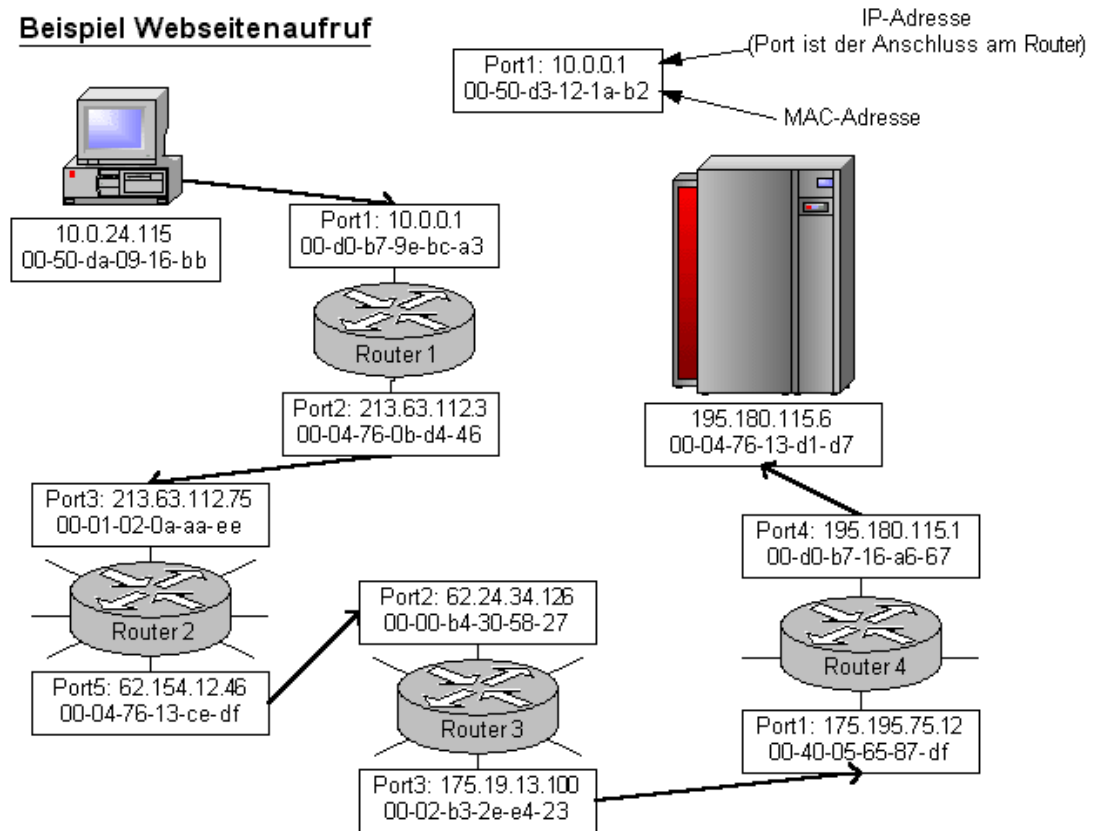 Beispiel Webseitenaufruf
IP-Adresse
(Port ist der Anschluss am Router)
Port1: 10.0.0.1
00-50-d3-12-1a-b2
MAC-Adresse
10.0.24.115
00-50-da-09-16-bb
Port1: 10.0.0.1
00-d0-b7-9e-bc-a3
Router 1
Port2: 213.63.112.3
00-04-76-0b-d4-46
Port3: 213.63.112.75
00-01-02-0a-aa-ee
Router 2
Port5: 62.154.12.46
00-04-76-13-ce-df
Port2: 62.24.34.126
00-00-b4-30-58-27
Router 3
Port3: 175.19.13.100
00-02-b3-2e-e4-23
195.180.115.6
00-04-76-13-d1-d7
Port4: 195.180.115.1
00-d0-b7-16-a6-67
Router 4
Port1: 175.195.75.12
00-40-05-65-87-df